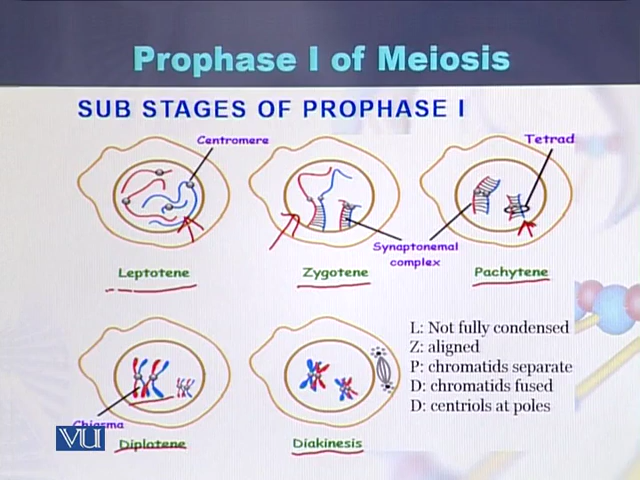 Prophase I of Meiosis
SUB STAGES OF PROPHASE I
Centromere
Tetrad
Synaptonemal
complex
Leptotene
Zygotene
Pachytene
L: Not fully condensed
Z: aligned
P: chromatids separate
D: chromatids fused
D: centriols at poles
Chiasma
VU
Diplotene
Diakinesis